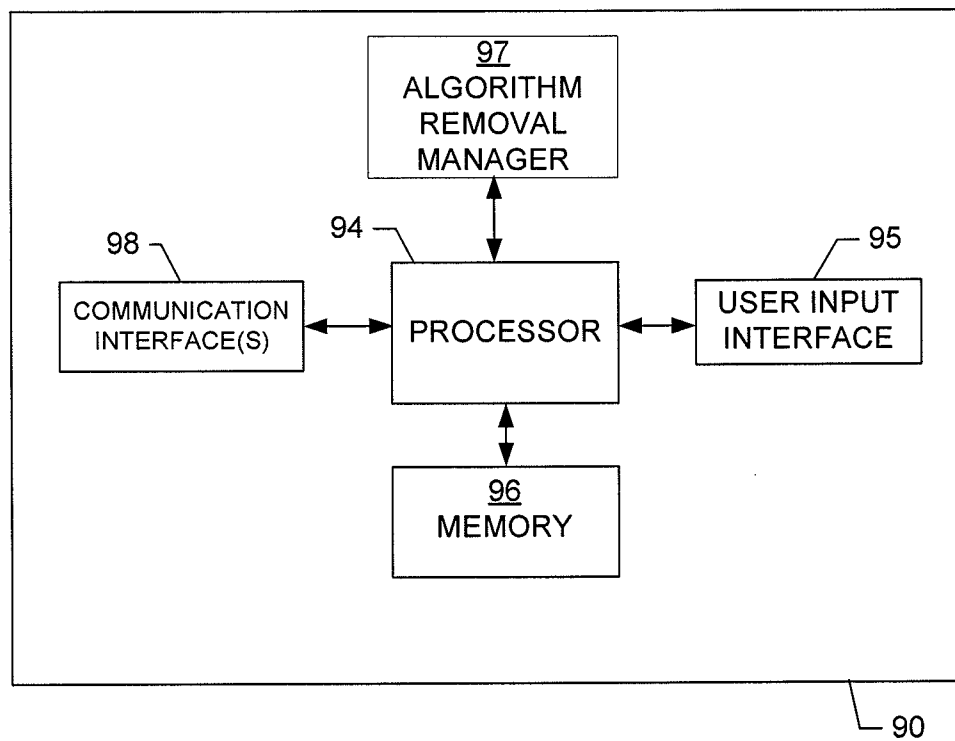 97
ALGORITHM
REMOVAL
MANAGER
98
94
95
COMMUNICATION
INTERFACE(S)
PROCESSOR
USER INPUT
INTERFACE
96
MEMORY
90